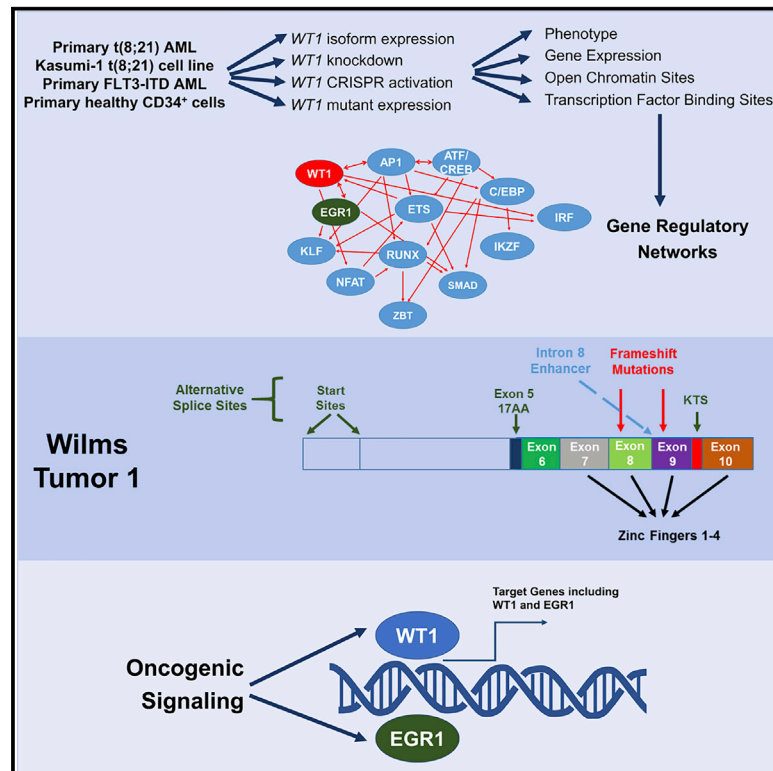 Primary t(8;21) AML
Kasumi-1 t(8;21) cell line
Primary FLT3-ITD AML
Primary healthy CD34⁺ cells
WT1 isoform expression
WT1 knockdown
WT1 CRISPR activation
WT1 mutant expression
Phenotype
Gene Expression
Open Chromatin Sites
Transcription Factor Binding Sites
WT1
AP1
ATF/
CREB
C/EBP
EGR1
ETS
IRF
KLF
RUNX
IKZF
NFAT
SMAD
ZBT
Gene Regulatory
Networks
Wilms
Tumor 1
Alternative
Splice Sites
Start
Sites
Exon 5
17AA
Intron 8
Enhancer
Frameshift
Mutations
KTS
Exon
6
Exon
7
Exon
8
Exon
9
Exon
10
Zinc Fingers 1-4
Oncogenic
Signaling
Target Genes including
WT1 and EGR1
WT1
EGR1